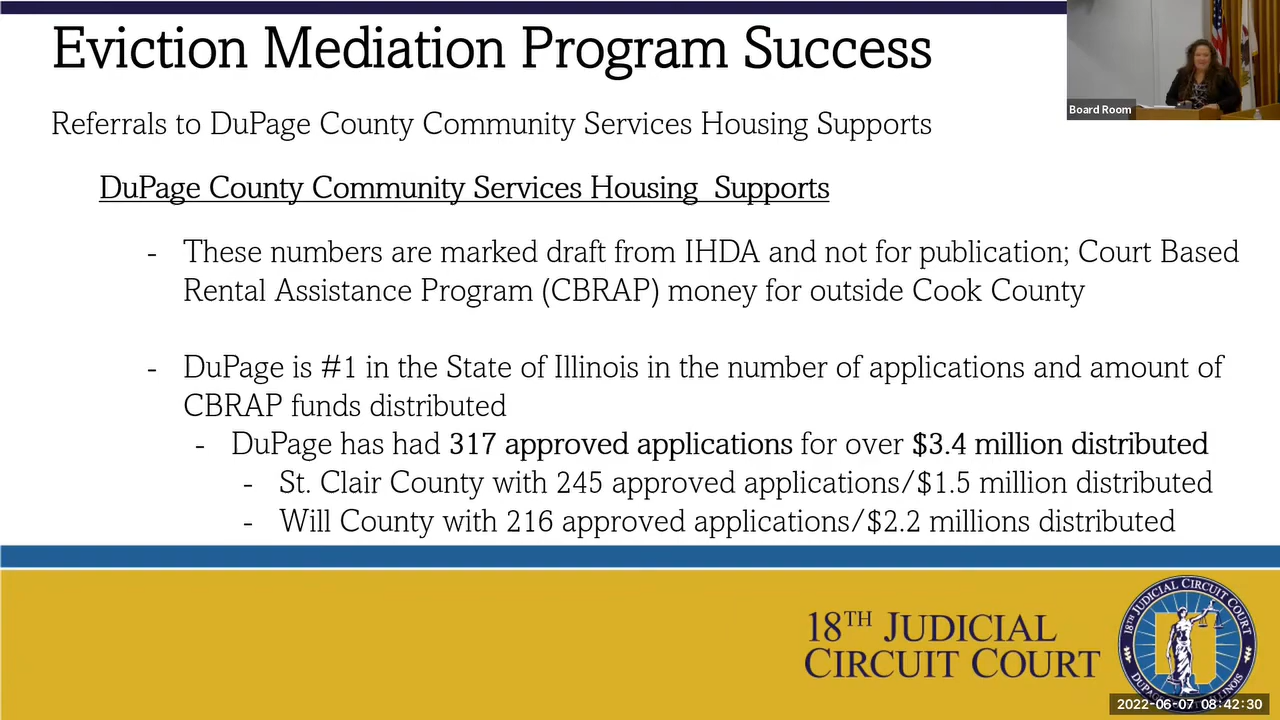 Eviction Mediation Program Success
Board Room
Referrals to DuPage County Community Services Housing Supports
DuPage County Community Services Housing Supports
- These numbers are marked draft from IHDA and not for publication; Court Based
Rental Assistance Program (CBRAP) money for outside Cook County
- DuPage is #1 in the State of Illinois in the number of applications and amount of
CBRAP funds distributed
- DuPage has had 317 approved applications for over $3.4 million distributed
- St. Clair County with 245 approved applications/$1.5 million distributed
- Will County with 216 approved applications/$2.2 millions distributed
18TH JUDICIAL
CIRCUIT COURT
18TH JUDICIAL CIRCUIT COURT
2022-06-07 08:42:30